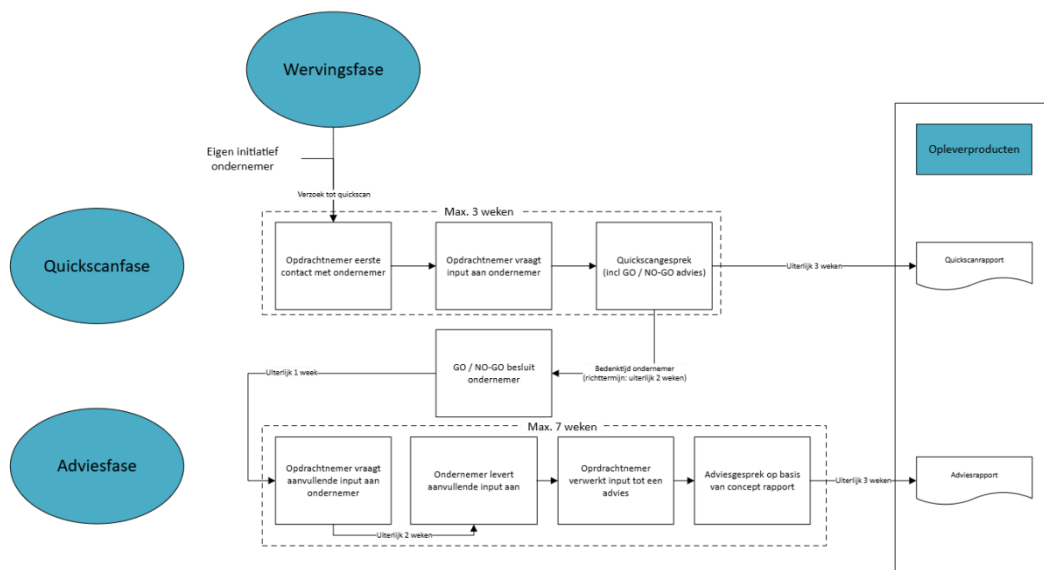 Wervingsfase
Eigen initiatief
ondernemer
Verzoek tot quickscan
Opleverproducten
Max. 3 weken
Quickscanfase
Opdrachtnemer eerste
contact met ondernemer
Opdrachtnemer vraagt
input aan ondernemer
Quickscangesprek
(incl GO / NO-GO advies)
Uiterlijk 3 weken
Quickscanrapport
GO / NO-GO besluit
ondernemer
Bedenktijd ondernemer
(richttermijn: uiterlijk 2 weken)
Uiterlijk 1 week
Max. 7 weken
Adviesfase
Opdrachtnemer vraagt
aanvullende input aan
ondernemer
Ondernemer levert
aanvullende input aan
Oprdrachtnemer
verwerkt input tot een
advies
Adviesgesprek op basis
van concept rapport
Uiterlijk 3 weken
Adviesrapport
Uiterlijk 2 weken